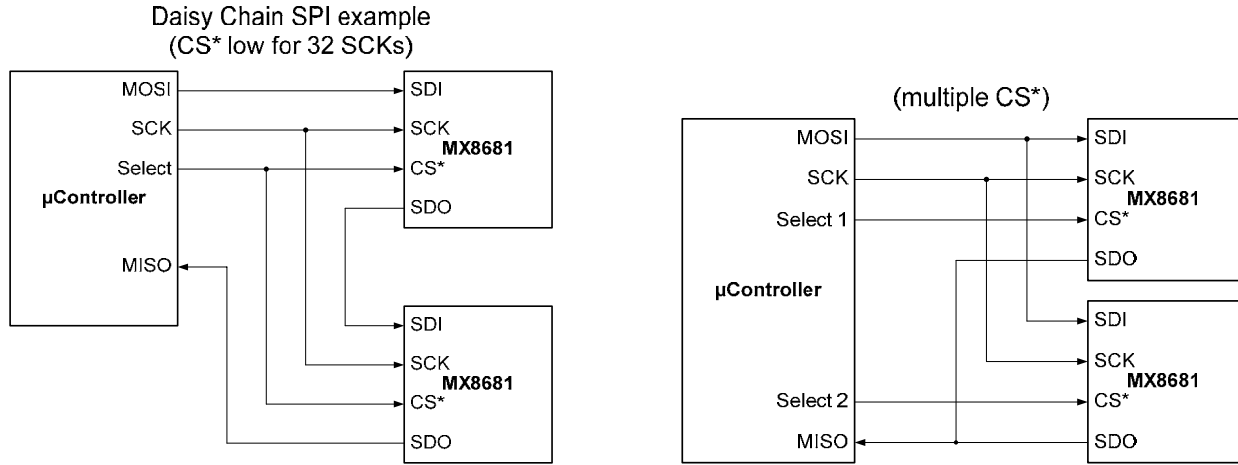 Daisy Chain SPI example
(CS* low for 32 SCKs)
MOSI
SCK
Select
µController
MISO
SDI
SCK
MX8681
CS*
SDO
SDI
SCK
MX8681
CS*
SDO
(multiple CS*)
MOSI
SCK
Select 1
µController
Select 2
MISO
SDI
SCK
MX8681
CS*
SDO
SDI
SCK
MX8681
CS*
SDO